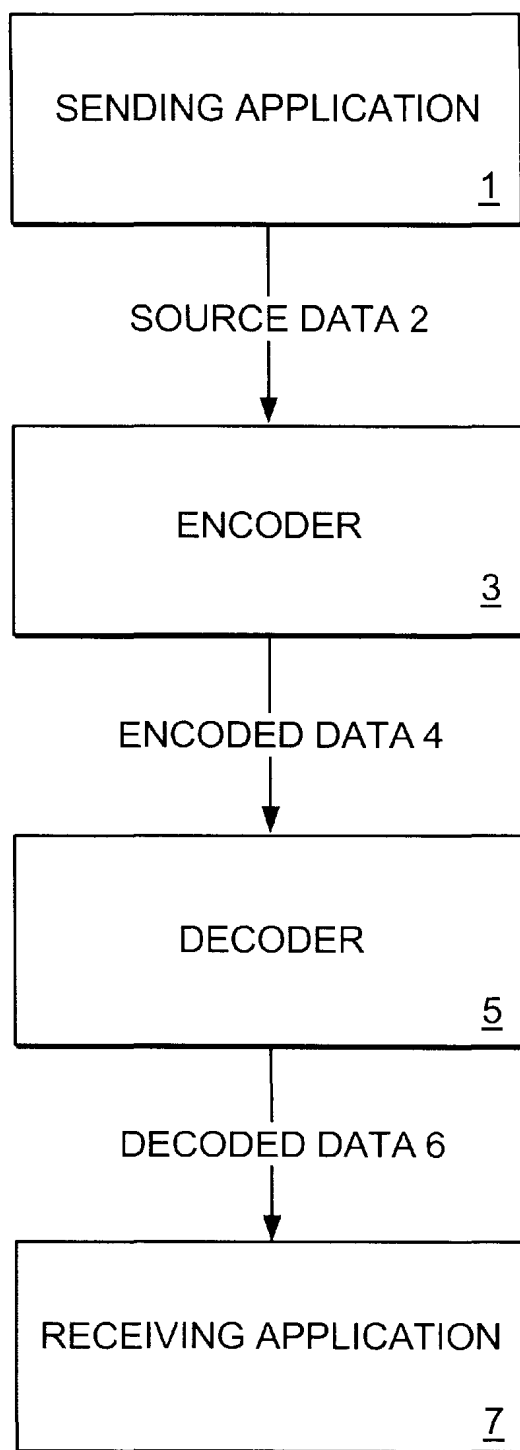 SENDING APPLICATION
1
SOURCE DATA 2
ENCODER
3
ENCODED DATA 4
DECODER
5
DECODED DATA 6
RECEIVING APPLICATION
7